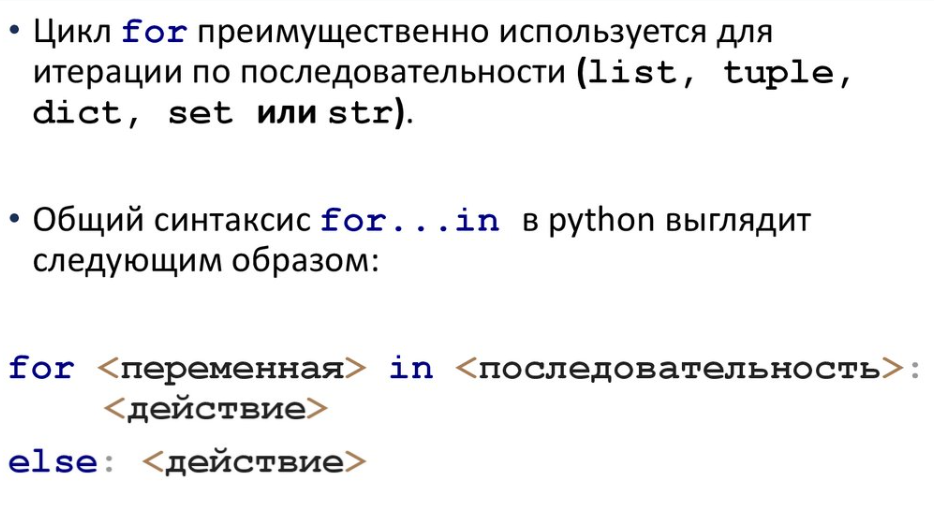 • Цикл for преимущественно используется для
итерации по последовательности (list, tuple,
dict, set или str).
• Общий синтаксис for...in в python выглядит
следующим образом:
for <переменная> in <последовательность>:
<действие>
else: <действие>